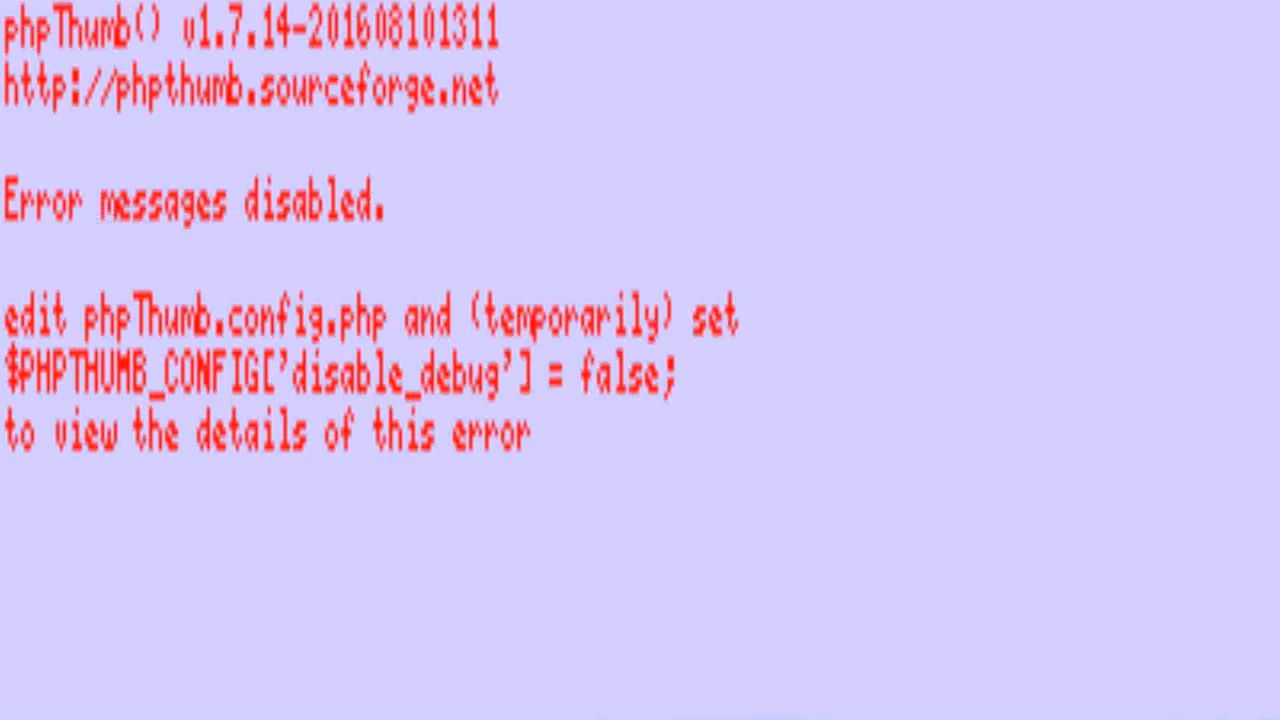 phpThumb() v1.7.14-201608101311
http://phpthumb.sourceforge.net
Error messages disabled.
edit phpThumb.config.php and (temporarily) set
$PHPTHUMB_CONFIG['disable_debug'] = false;
to view the details of this error